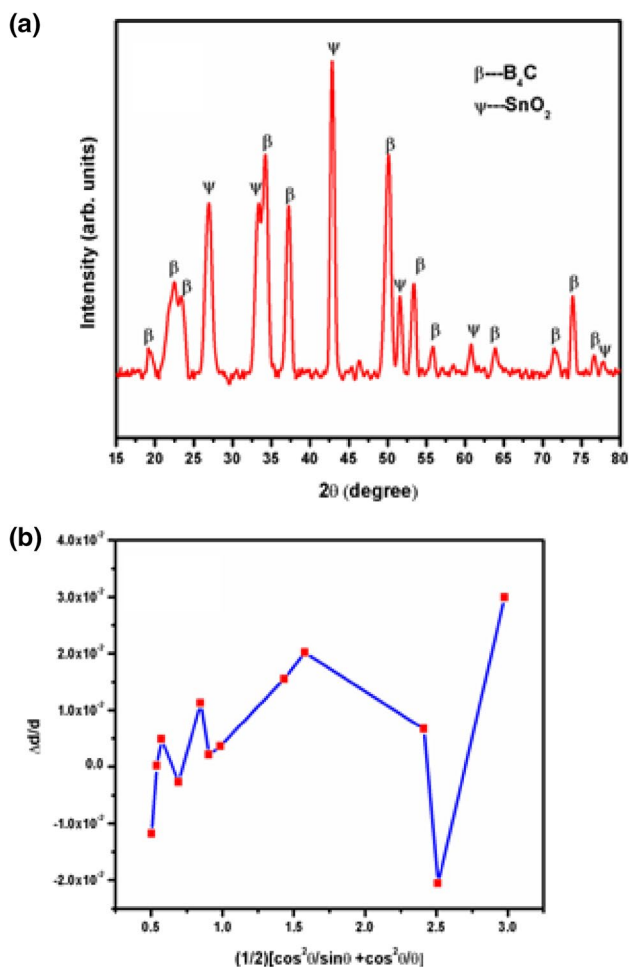 (a)
ψ
β---B₄C
ψ---SnO₂
β
β
ψ
ψ
β
β
β
ψ
β
β
β
β
ψ
β
β
β
β
ψ
Intensity (arb. units)
15 20 25 30 35 40 45 50 55 60 65 70 75 80
2θ (degree)
(b)
4.0x10⁻²
3.0x10⁻²
2.0x10⁻²
1.0x10⁻²
0.0
-1.0x10⁻²
-2.0x10⁻²
Δd/d
0.5 1.0 1.5 2.0 2.5 3.0
(1/2)[cos²θ/sinθ +cos²θ/θ]